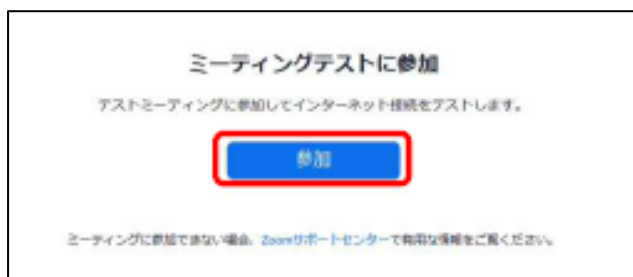 ミーティングテストに参加
テストミーティングに参加してインターネット接続をテストします。
参加
ミーティングに参加できない場合、Zoomサポートセンターで有用な情報をご覧ください。